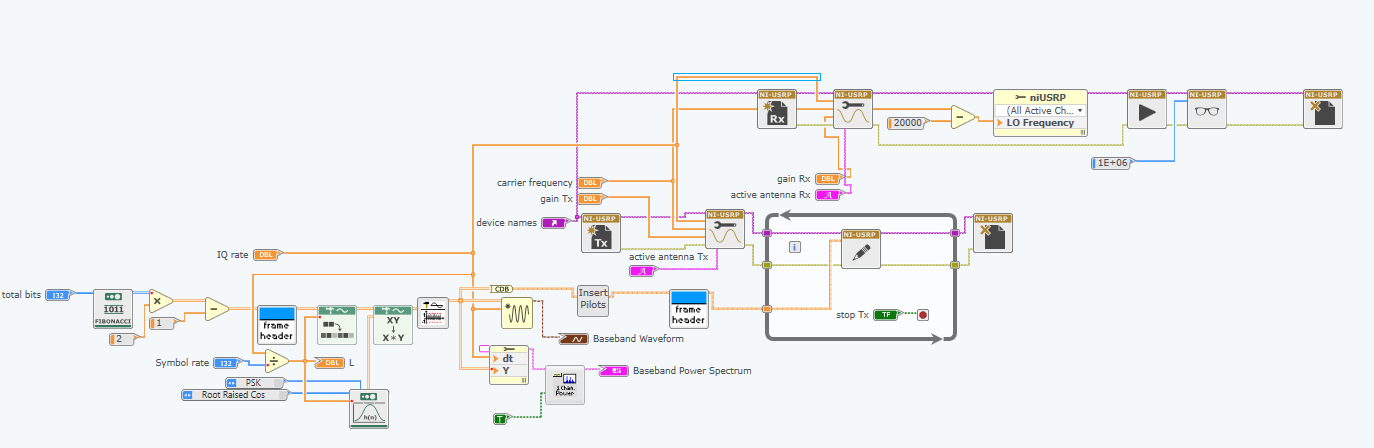 NI-USRP
Rx
NI-USRP
20000
niUSRP
(All Active Ch...
LO Frequency
NI-USRP
NI-USRP
NI-USRP
1E+06
carrier frequency
DBL
gain Tx
DBL
gain Rx
DBL
active antenna Rx
device names
NI-USRP
Tx
NI-USRP
NI-USRP
NI-USRP
active antenna Tx
i
IQ rate
DBL
total bits
I32
1011
FIBONACCI
×
2
1
−
frame
header
XY
X∗Y
CDB
Insert
Pilots
frame
header
stop Tx
TF
Baseband Waveform
Symbol rate
I32
÷
DBL
L
dt
Y
1 Chan.
Power
Baseband Power Spectrum
PSK
Root Raised Cos
h(n)
T